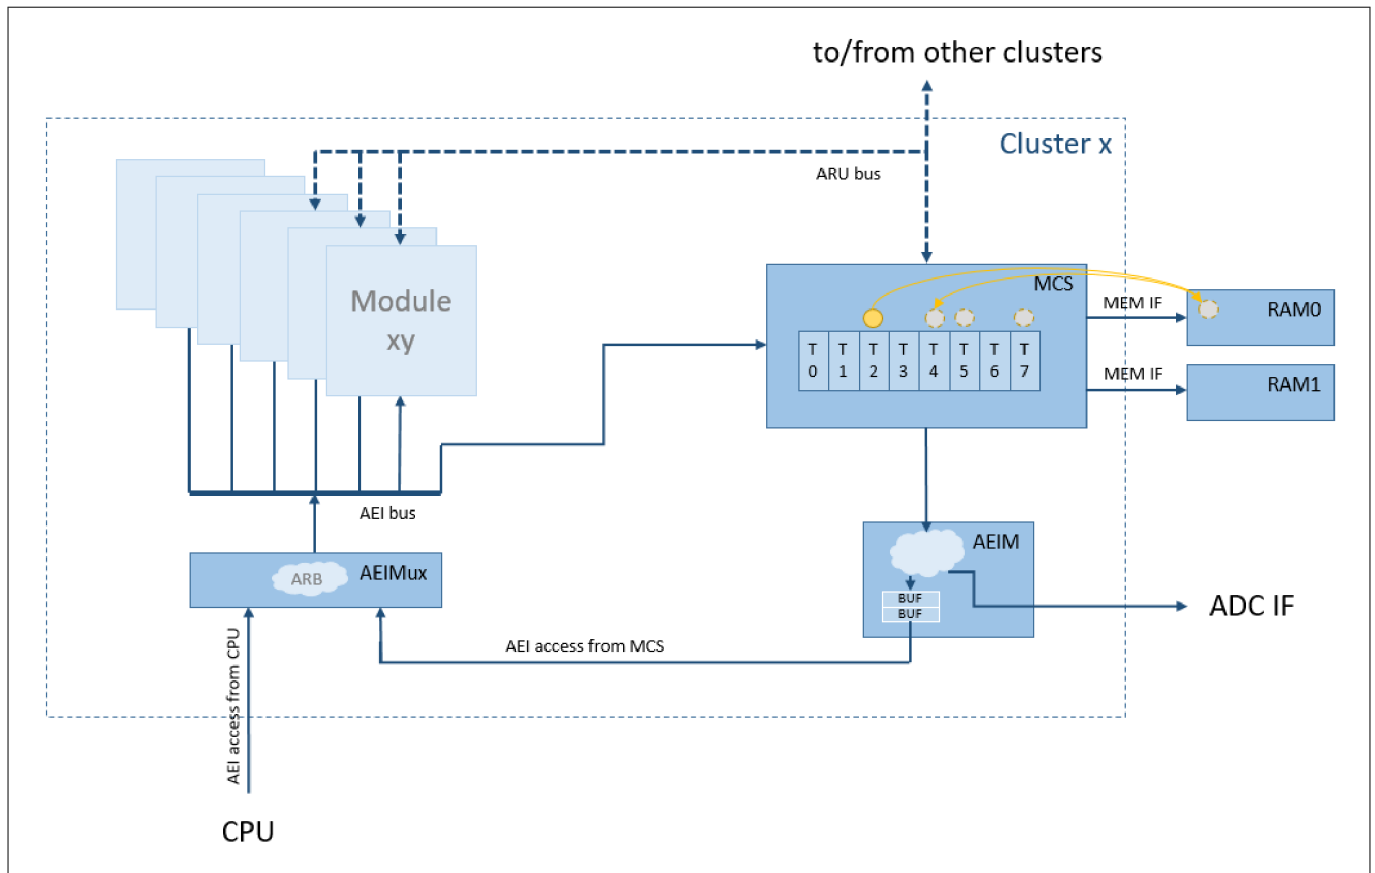 to/from other clusters
Cluster x
ARU bus
Module
xy
MCS
T T T T T T T T
0 1 2 3 4 5 6 7
MEM IF
RAM0
MEM IF
RAM1
AEI bus
ARB
AEIMux
AEIM
BUF
BUF
ADC IF
AEI access from MCS
AEI access from CPU
CPU